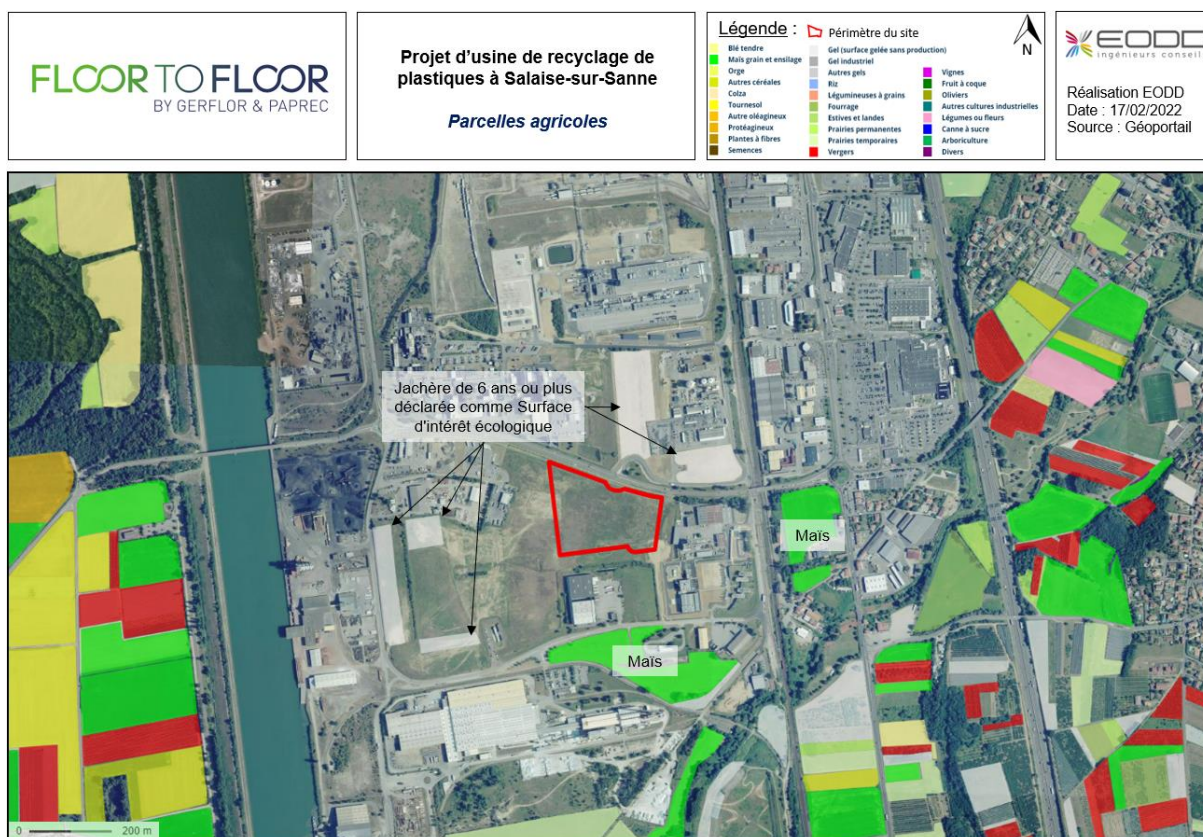 FLOOR TO FLOOR
BY GERFLOR & PAPREC
Projet d’usine de recyclage de
plastiques à Salaise-sur-Sanne
Parcelles agricoles
Légende :
Périmètre du site
Blé tendre
Maïs grain et ensilage
Orge
Autres céréales
Colza
Tournesol
Autre oléagineux
Protéagineux
Plantes à fibres
Semences
Gel (surface gelée sans production)
Gel industriel
Autres gels
Riz
Légumineuses à grains
Fourrage
Estives et landes
Prairies permanentes
Prairies temporaires
Vergers
Vignes
Fruit à coque
Oliviers
Autres cultures industrielles
Légumes ou fleurs
Canne à sucre
Arboriculture
Divers
N
EODD
ingénieurs conseil
Réalisation EODD
Date : 17/02/2022
Source : Géoportail
Jachère de 6 ans ou plus
déclarée comme Surface
d'intérêt écologique
Maïs
Maïs
0 200 m